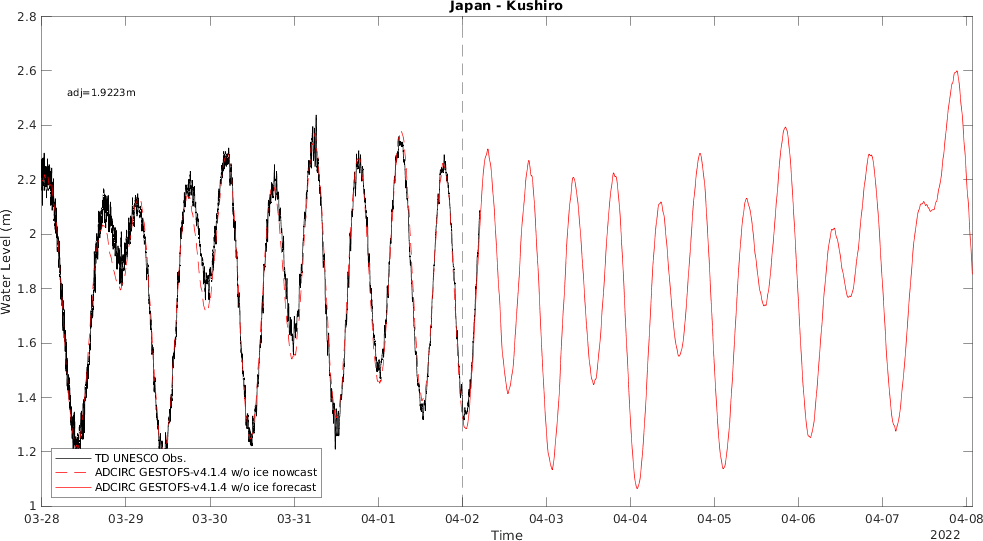 Japan - Kushiro
2.8
2.6
2.4
2.2
2
1.8
1.6
1.4
1.2
1
Water Level (m)
adj=1.9223m
TD UNESCO Obs.
ADCIRC GESTOFS-v4.1.4 w/o ice nowcast
ADCIRC GESTOFS-v4.1.4 w/o ice forecast
03-28 03-29 03-30 03-31 04-01 04-02 04-03 04-04 04-05 04-06 04-07 04-08
Time
2022